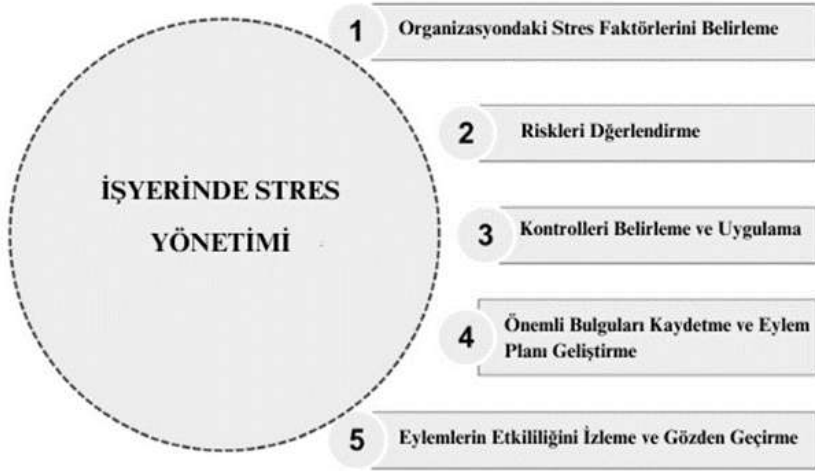 İŞYERİNDE STRES
YÖNETİMİ
1 Organizasyondaki Stres Faktörlerini Belirleme
2 Riskleri Dğerlendirme
3 Kontrolleri Belirleme ve Uygulama
4 Önemli Bulguları Kaydetme ve Eylem
Planı Geliştirme
5 Eylemlerin Etkililiğini İzleme ve Gözden Geçirme